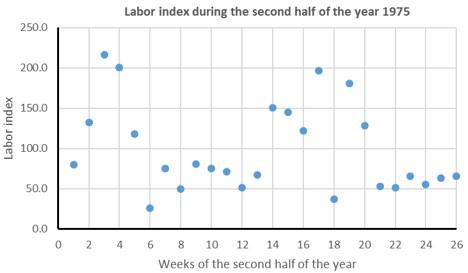 Labor index during the second half of the year 1975
250.0
200.0
150.0
100.0
50.0
0.0
Labor index
0 2 4 6 8 10 12 14 16 18 20 22 24 26
Weeks of the second half of the year